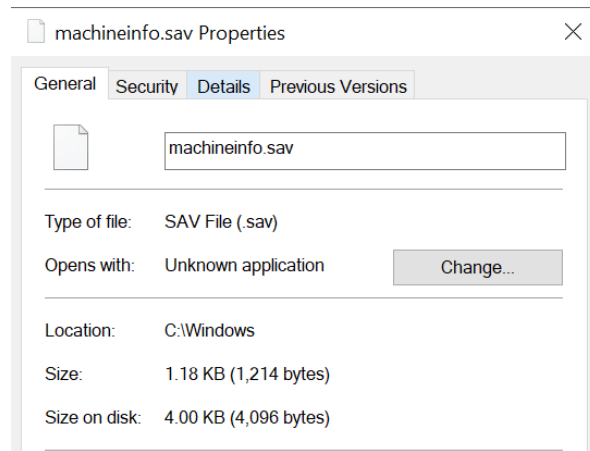 machineinfo.sav Properties
General Security Details Previous Versions
machineinfo.sav
Type of file: SAV File (.sav)
Opens with: Unknown application Change...
Location: C:\Windows
Size: 1.18 KB (1,214 bytes)
Size on disk: 4.00 KB (4,096 bytes)